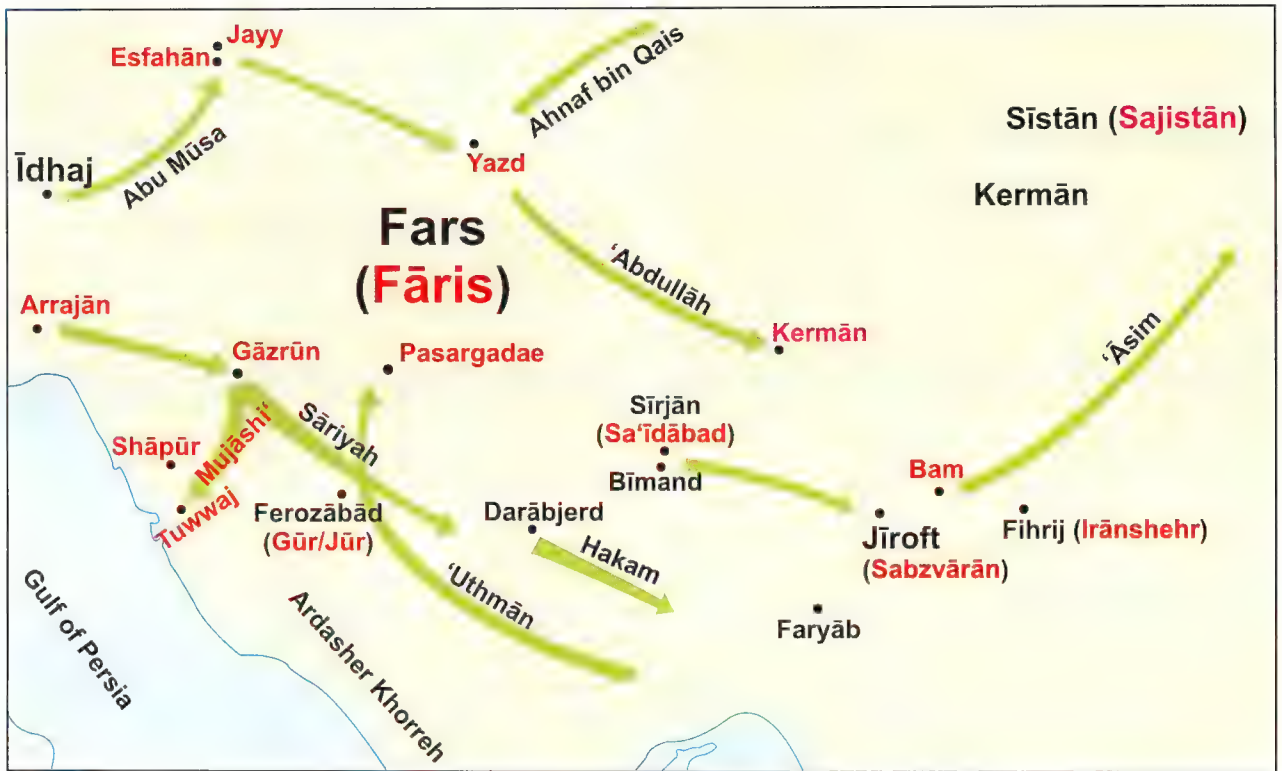 Jayy
Esfahān
Ahnaf bin Qais
Sīstān (Sajistān)
Īdhaj
Abu Mūsa
Yazd
Kermān
Fars
(Fāris)
‘Abdullāh
Arrajān
Kermān
‘Āsim
Gāzrūn
Pasargadae
Sāriyah
Mujāshi‘
Shāpūr
Sīrjān
(Sa‘īdābad)
Bīmand
Bam
Tuwwaj
Ferozābād
(Gūr/Jūr)
Darābjerd
Hakam
Jīroft
(Sabzvārān)
Fihrij (Irānshehr)
‘Uthmān
Faryāb
Gulf of Persia
Ardasher Khorreh